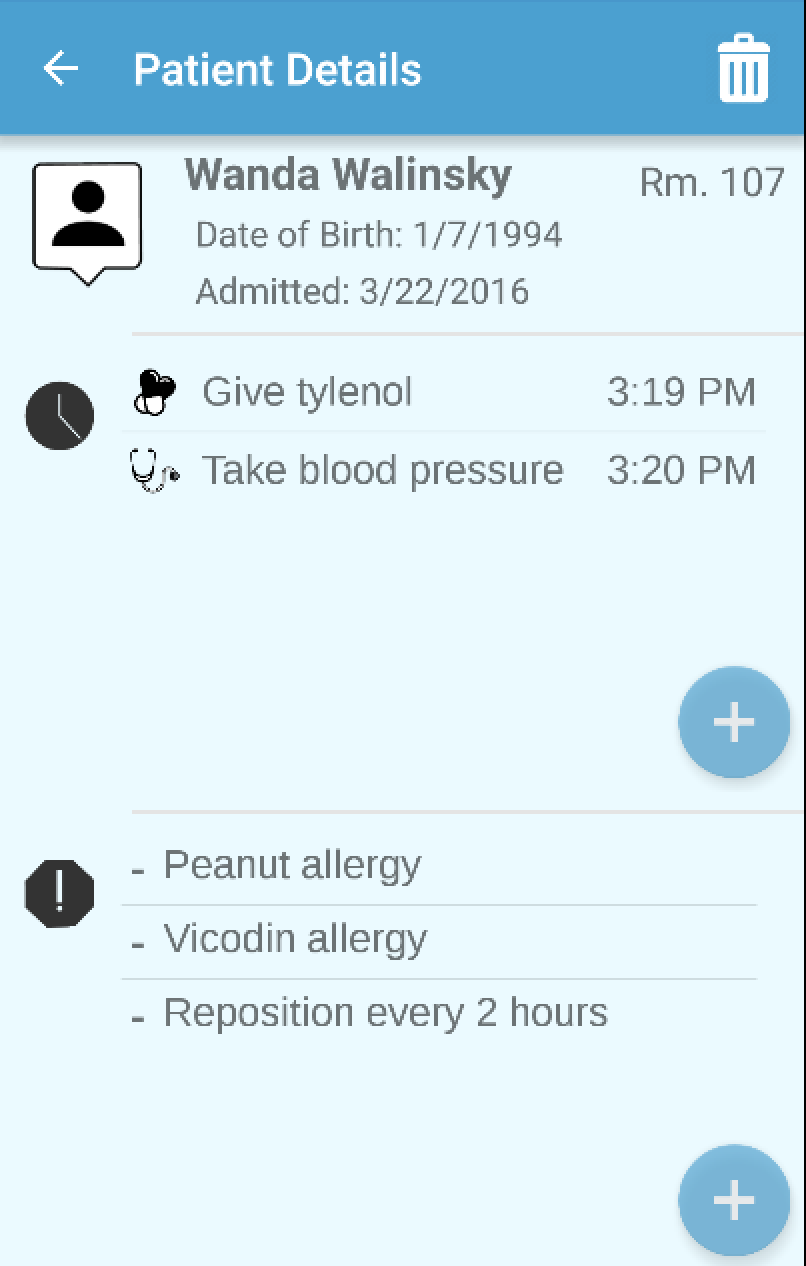 Patient Details
Wanda Walinsky
Rm. 107
Date of Birth: 1/7/1994
Admitted: 3/22/2016
Give tylenol 3:19 PM
Take blood pressure 3:20 PM
- Peanut allergy
- Vicodin allergy
- Reposition every 2 hours